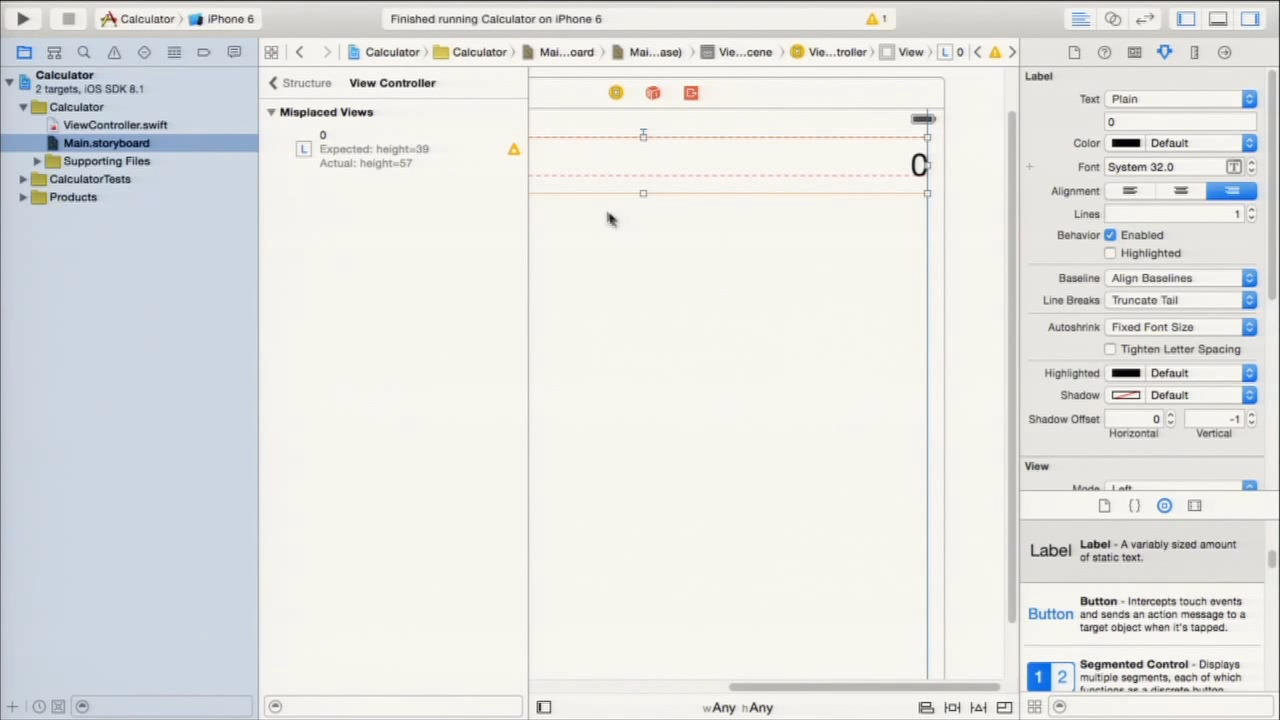 Calculator iPhone 6
Finished running Calculator on iPhone 6
1
Calculator Calculator Mai...oard Mai...ase) Vie...cene Vie...troller View L 0
Calculator
2 targets, iOS SDK 8.1
Calculator
ViewController.swift
Main.storyboard
Supporting Files
CalculatorTests
Products
Structure View Controller
Misplaced Views
0
L Expected: height=39
Actual: height=57
0
wAny hAny
Label
Text Plain
0
Color Default
Font System 32.0 T
Alignment
Lines 1
Behavior Enabled
Highlighted
Baseline Align Baselines
Line Breaks Truncate Tail
Autoshrink Fixed Font Size
Tighten Letter Spacing
Highlighted Default
Shadow Default
Shadow Offset 0 -1
Horizontal Vertical
View
Mode Left
{ }
Label Label - A variably sized amount
of static text.
Button Button - Intercepts touch events
and sends an action message to a
target object when it's tapped.
1 2 Segmented Control - Displays
multiple segments, each of which
functions as a discrete button.